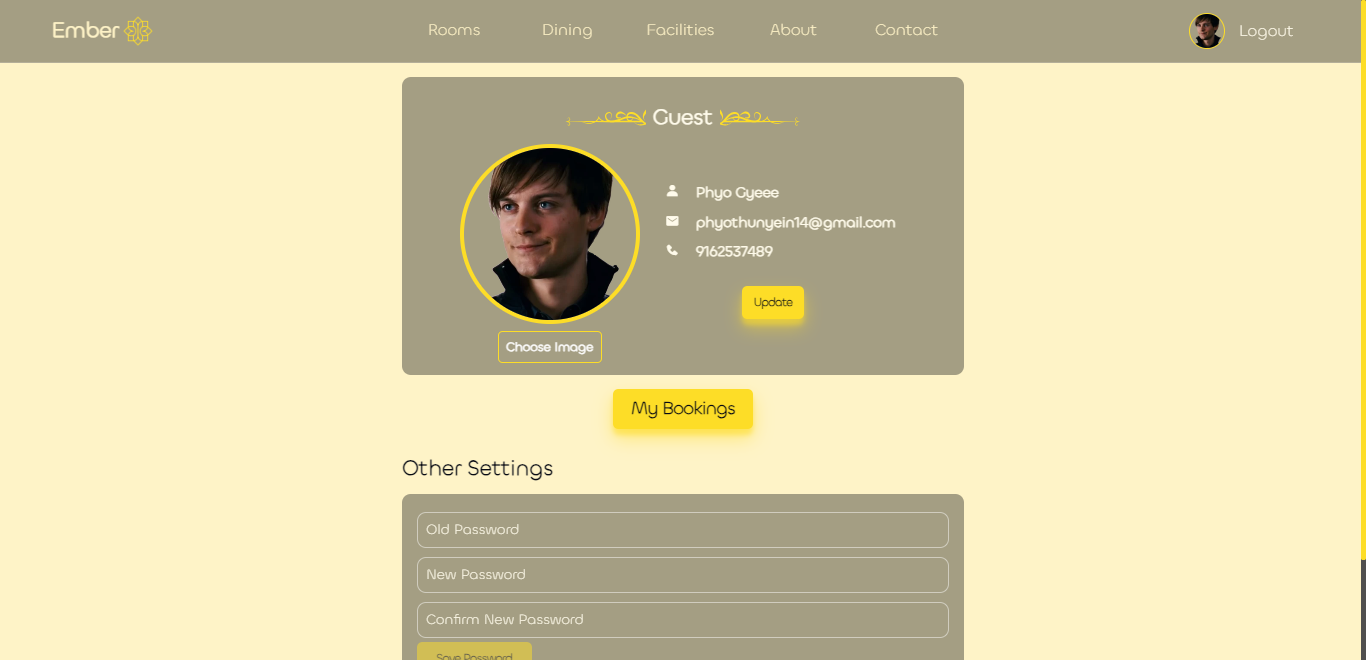 Ember
Rooms Dining Facilities About Contact
Logout
Guest
Phyo Gyeee
phyothunyein14@gmail.com
9162537489
Update
Choose Image
My Bookings
Other Settings
Old Password
New Password
Confirm New Password
Save Password